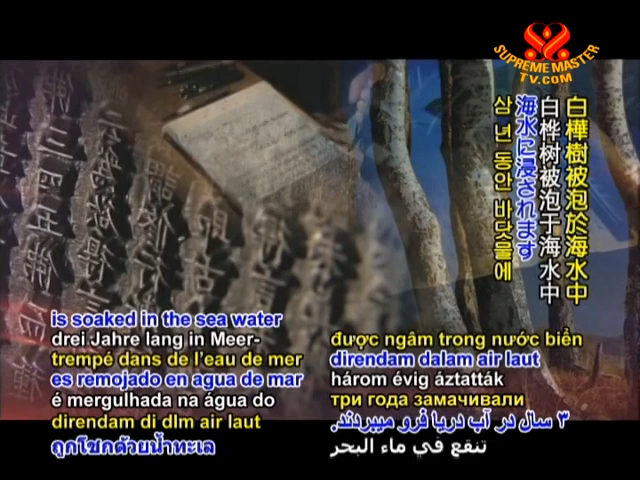 SUPREME MASTER
TV.COM
白樺樹被泡於海水中
白桦树被泡于海水中
海水に浸されます
삼 년 동안 바닷물에
is soaked in the sea water
drei Jahre lang in Meer-
trempé dans de l'eau de mer
es remojado en agua de mar
é mergulhada na água do
direndam di dlm air laut
ถูกโชกด้วยน้ำทะเล
được ngâm trong nước biển
direndam dalam air laut
három évig áztatták
три года замачивали
۳ سال در آب دریا فرو میبردند.
تنقع في ماء البحر